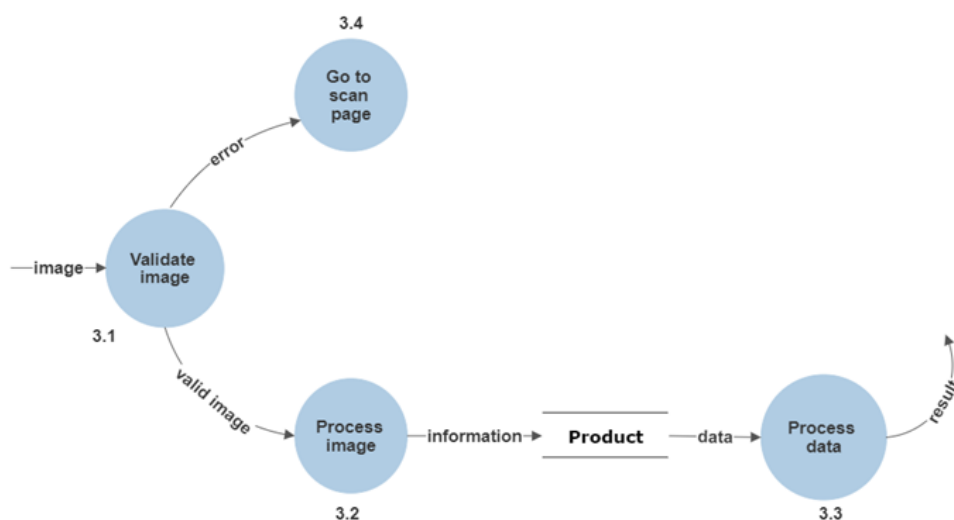 3.4
Go to
scan
page
error
image
Validate
image
3.1
valid image
Process
image
3.2
information
Product
data
Process
data
3.3
result